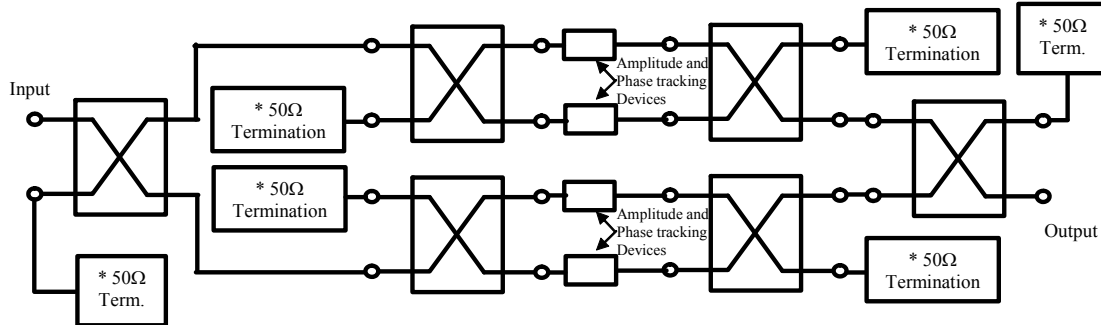 * 50Ω
Termination
* 50Ω
Term.
Amplitude and
Phase tracking
Devices
Input
* 50Ω
Termination
* 50Ω
Termination
Amplitude and
Phase tracking
Devices
Output
* 50Ω
Term.
* 50Ω
Termination